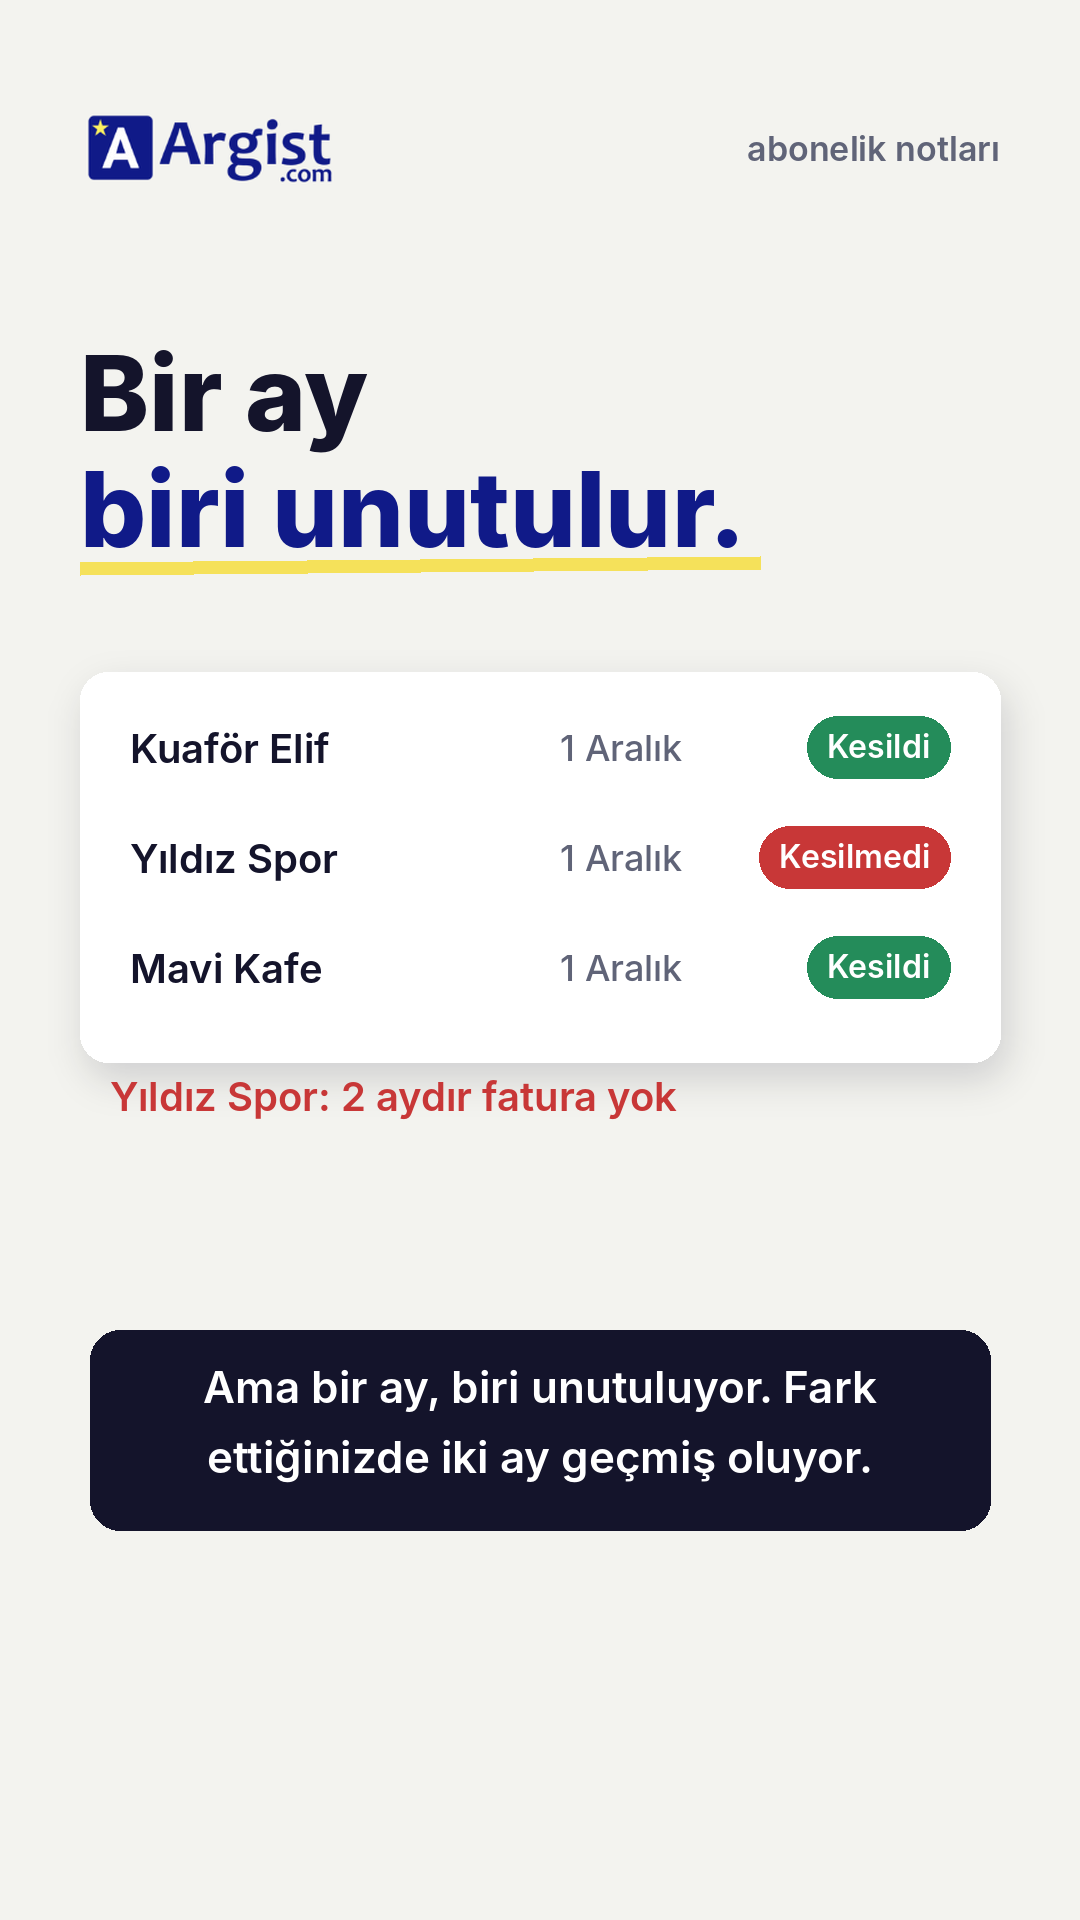 A Argist
.com
abonelik notları
Bir ay
biri unutulur.
Kuaför Elif 1 Aralık Kesildi
Yıldız Spor 1 Aralık Kesilmedi
Mavi Kafe 1 Aralık Kesildi
Yıldız Spor: 2 aydır fatura yok
Ama bir ay, biri unutuluyor. Fark
ettiğinizde iki ay geçmiş oluyor.